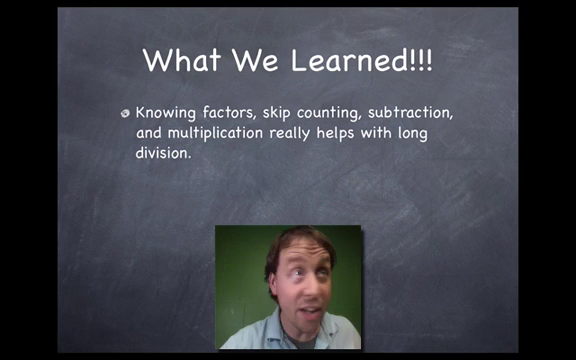 What We Learned!!!
Knowing factors, skip counting, subtraction,
and multiplication really helps with long
division.